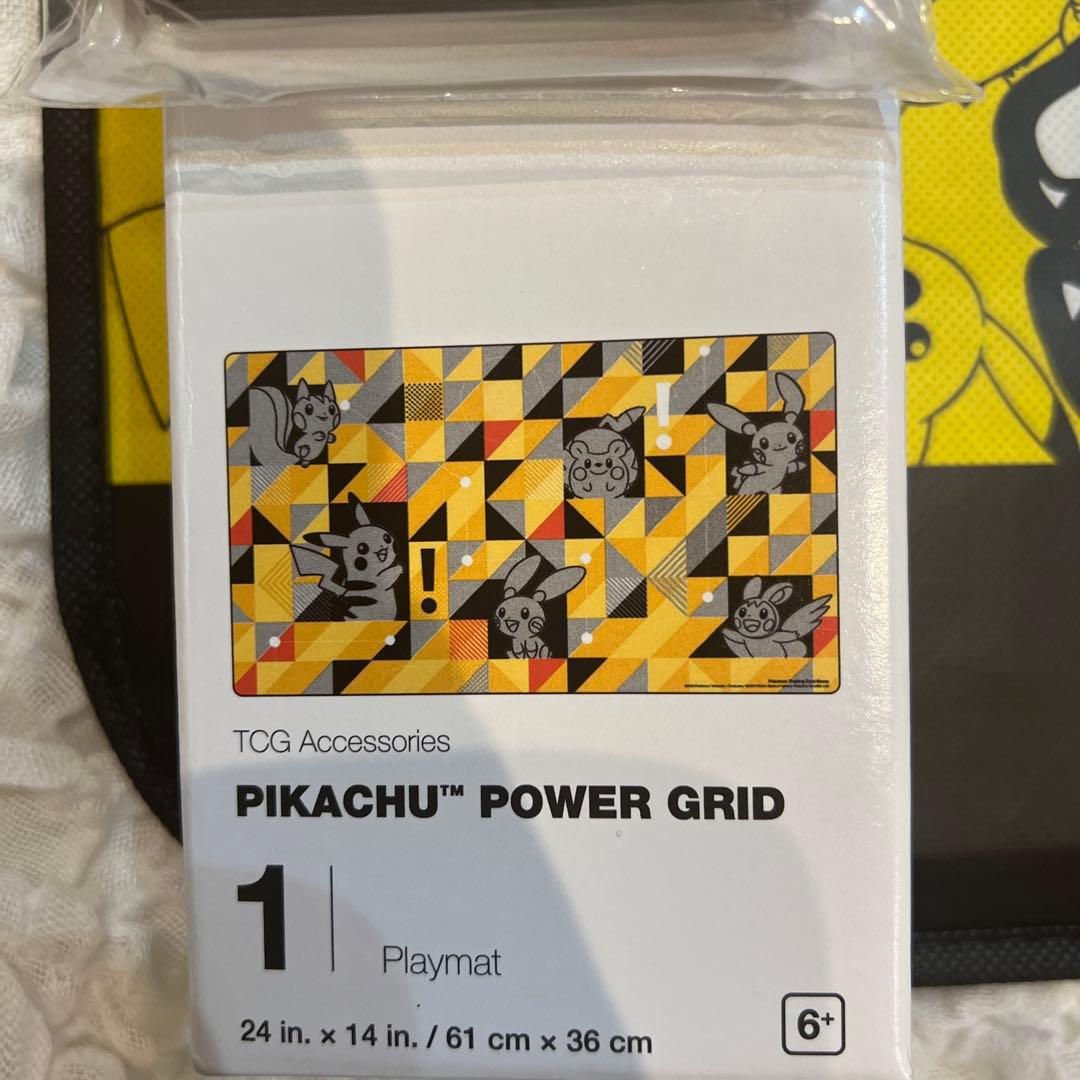 !
!
TCG Accessories
PIKACHU™ POWER GRID
1
Playmat
24 in. × 14 in. / 61 cm × 36 cm
6+